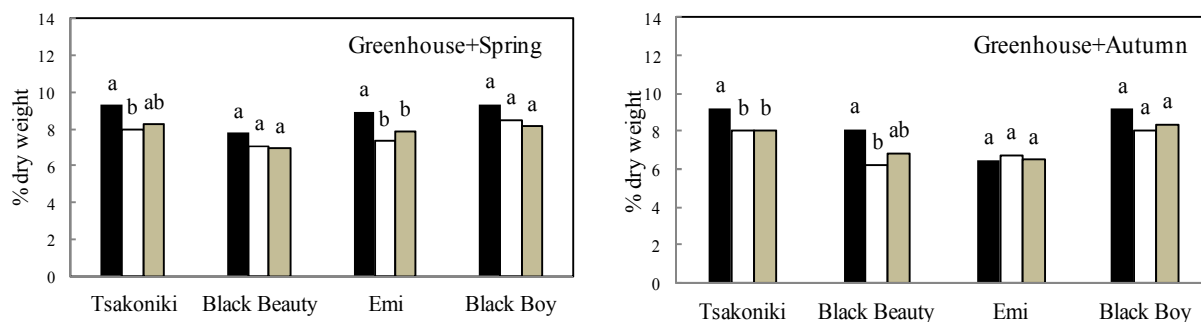 14
12
10
8
6
4
2
0
% dry weight
Greenhouse+Spring
a b ab
a a a
a b b
a a a
Tsakoniki Black Beauty Emi Black Boy
14
12
10
8
6
4
2
0
% dry weight
Greenhouse+Autumn
a b b
a b ab
a a a
a a a
Tsakoniki Black Beauty Emi Black Boy